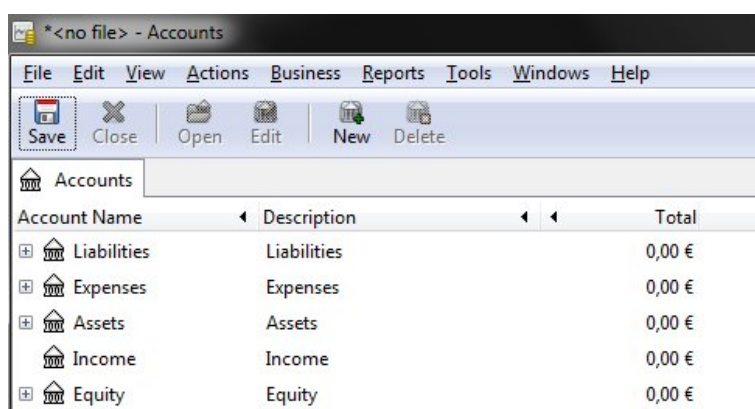 *<no file> - Accounts
File Edit View Actions Business Reports Tools Windows Help
Save Close Open Edit New Delete
Accounts
Account Name Description Total
Liabilities Liabilities 0,00 €
Expenses Expenses 0,00 €
Assets Assets 0,00 €
Income Income 0,00 €
Equity Equity 0,00 €